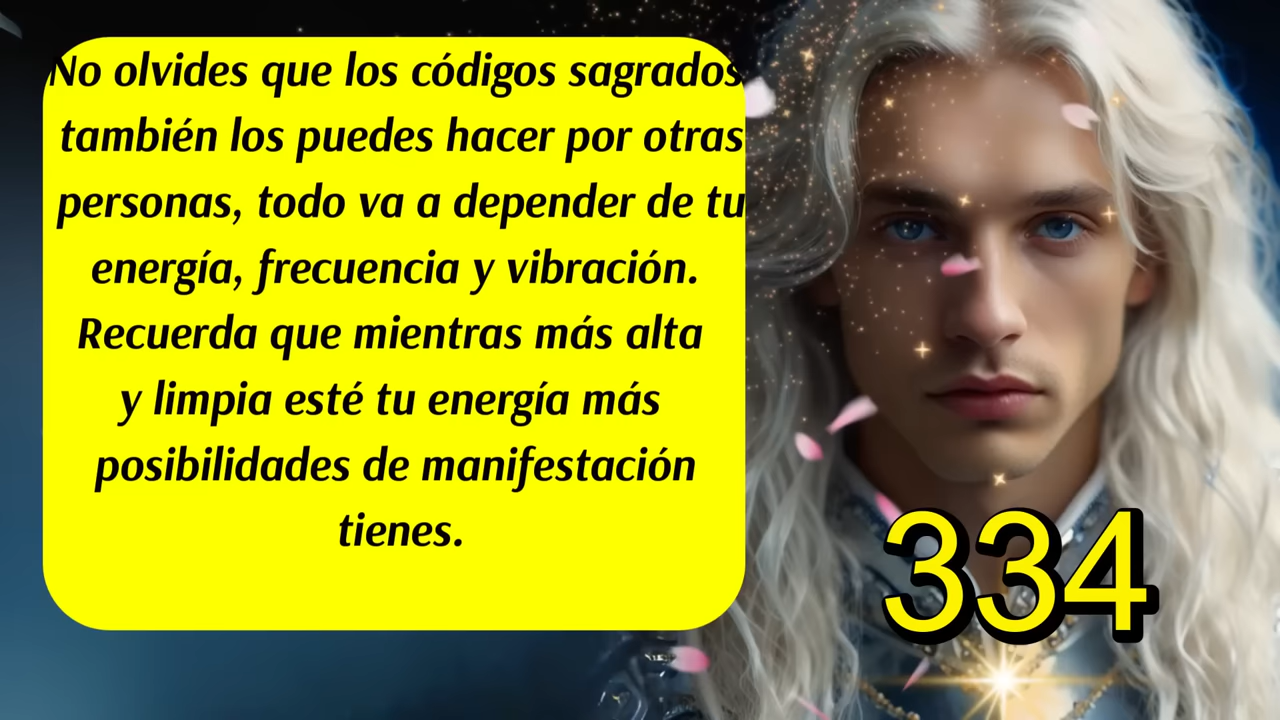 No olvides que los códigos sagrados
también los puedes hacer por otras
personas, todo va a depender de tu
energía, frecuencia y vibración.
Recuerda que mientras más alta
y limpia esté tu energía más
posibilidades de manifestación
tienes.
334